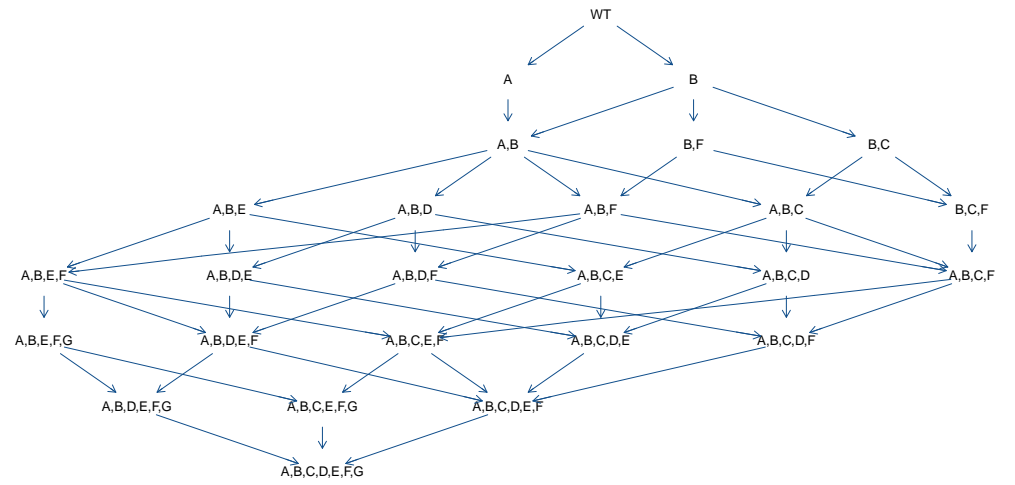 WT
A B
A,B B,F B,C
A,B,E A,B,D A,B,F A,B,C B,C,F
A,B,E,F A,B,D,E A,B,D,F A,B,C,E A,B,C,D A,B,C,F
A,B,E,F,G A,B,D,E,F A,B,C,E,F A,B,C,D,E A,B,C,D,F
A,B,D,E,F,G A,B,C,E,F,G A,B,C,D,E,F
A,B,C,D,E,F,G